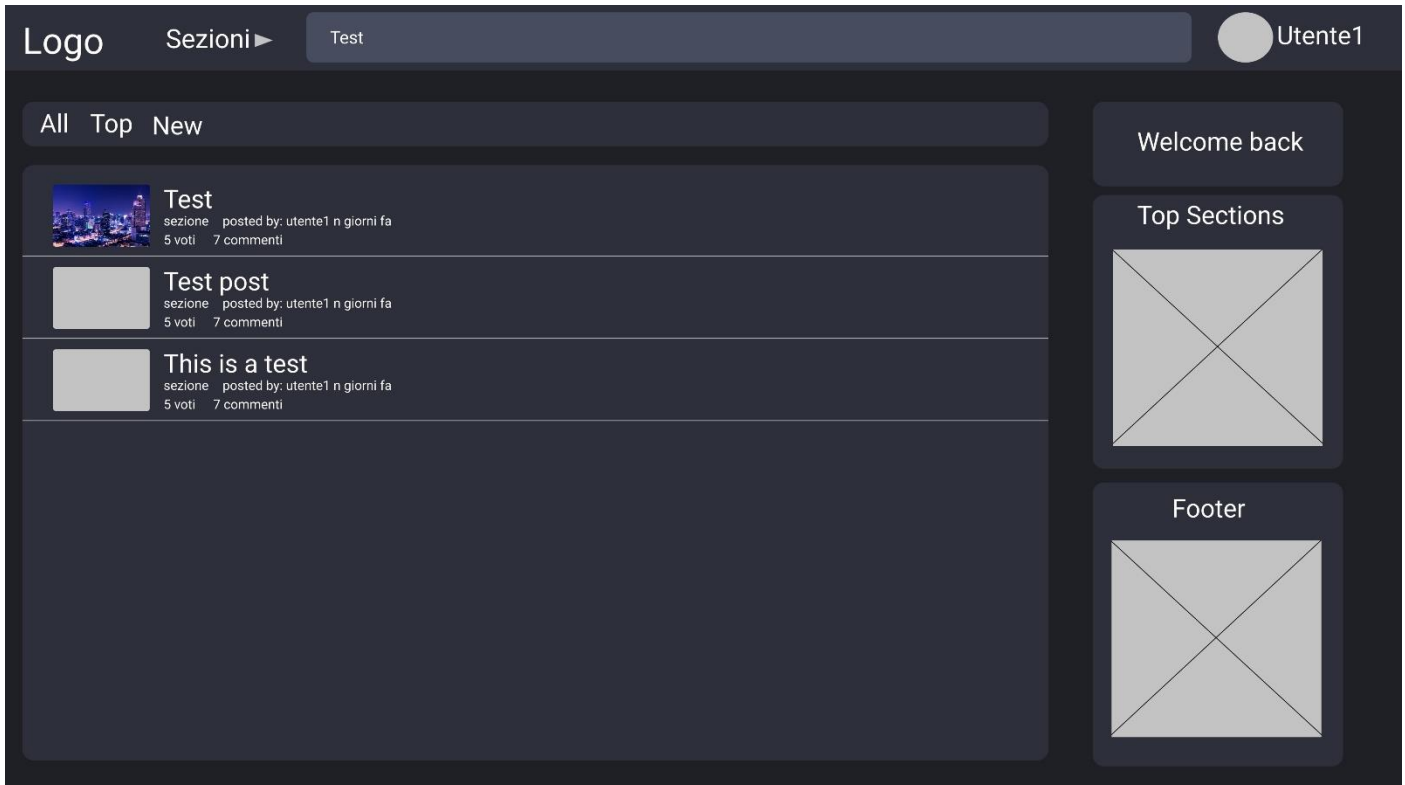 Logo
Sezioni
Test
Utente1
All Top New
Test
sezione posted by: utente1 n giorni fa
5 voti 7 commenti
Test post
sezione posted by: utente1 n giorni fa
5 voti 7 commenti
This is a test
sezione posted by: utente1 n giorni fa
5 voti 7 commenti
Welcome back
Top Sections
Footer